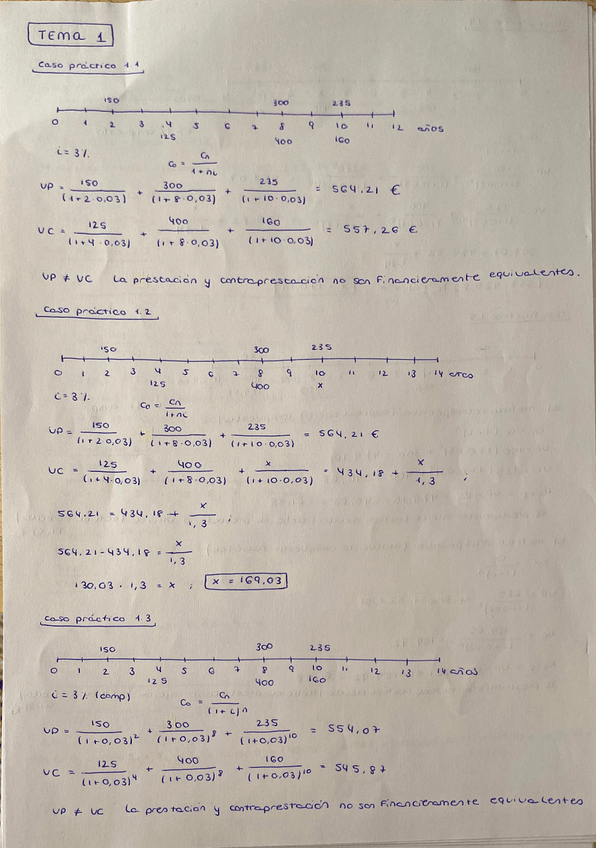 TEMA 1
Caso práctico 1.1
150 300 235
0 1 2 3 4 5 6 7 8 9 10 11 12 años
125 400 160
i = 3 % Co = Cn / 1 + ni
VP = 150 / (1+2·0,03) + 300 / (1+8·0,03) + 235 / (1+10·0,03) = 564,21 €
VC = 125 / (1+4·0,03) + 400 / (1+8·0,03) + 160 / (1+10·0,03) = 557,26 €
VP ≠ VC La prestación y contraprestación no son financieramente equivalentes.
Caso práctico 1.2
150 300 235
0 1 2 3 4 5 6 7 8 9 10 11 12 13 14 años
125 400 x
i = 3 % Co = Cn / 1+ni
VP = 150 / (1+2·0,03) + 300 / (1+8·0,03) + 235 / (1+10·0,03) = 564,21 €
VC = 125 / (1+4·0,03) + 400 / (1+8·0,03) + x / (1+10·0,03) = 434,18 + x / 1,3 ;
564,21 = 434,18 + x / 1,3 ;
564,21 - 434,18 = x / 1,3
130,03 · 1,3 = x ; x = 169,03
Caso práctico 1.3
150 300 235
0 1 2 3 4 5 6 7 8 9 10 11 12 13 14 años
125 400 160
i = 3 % (comp) Co = Cn / (1+i)^n
VP = 150 / (1+0,03)² + 300 / (1+0,03)⁸ + 235 / (1+0,03)¹⁰ = 554,07
VC = 125 / (1+0,03)⁴ + 400 / (1+0,03)⁸ + 160 / (1+0,03)¹⁰ = 545,87
VP ≠ VC La prestación y contraprestación no son financieramente equivalentes